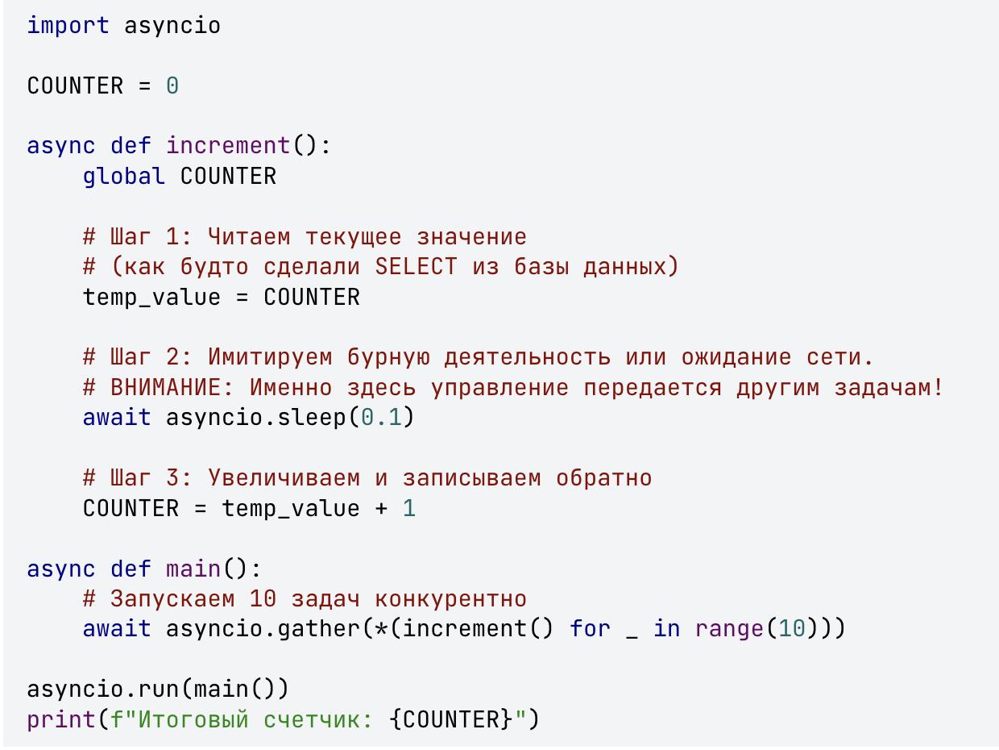 import asyncio
COUNTER = 0
async def increment():
    global COUNTER
    # Шаг 1: Читаем текущее значение
    # (как будто сделали SELECT из базы данных)
    temp_value = COUNTER
    # Шаг 2: Имитируем бурную деятельность или ожидание сети.
    # ВНИМАНИЕ: Именно здесь управление передается другим задачам!
    await asyncio.sleep(0.1)
    # Шаг 3: Увеличиваем и записываем обратно
    COUNTER = temp_value + 1
async def main():
    # Запускаем 10 задач конкурентно
    await asyncio.gather(*(increment() for _ in range(10)))
asyncio.run(main())
print(f"Итоговый счетчик: {COUNTER}")